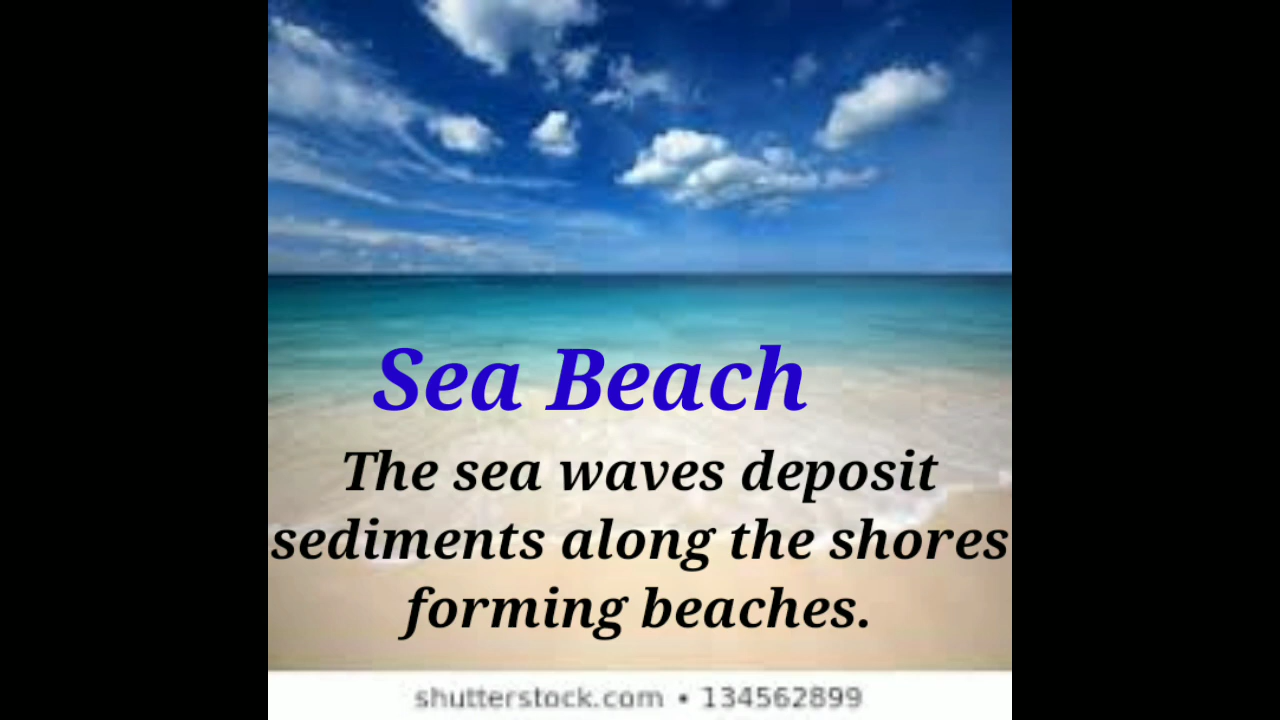 Sea Beach
The sea waves deposit
sediments along the shores
forming beaches.
shutterstock.com • 134562899